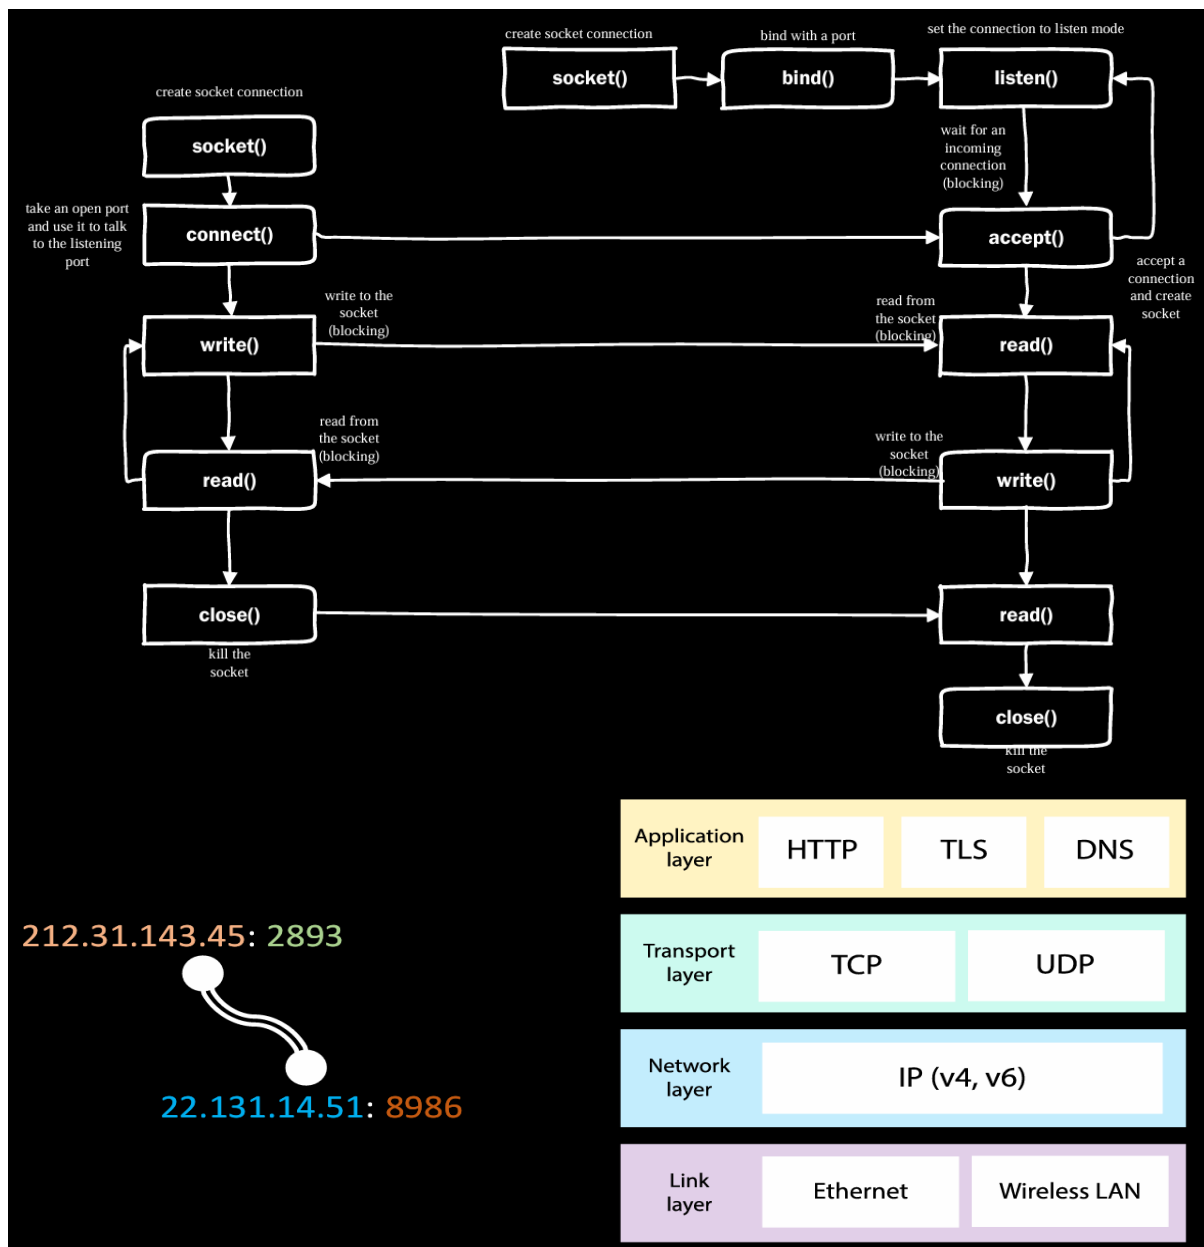 create socket connection
bind with a port
set the connection to listen mode
socket()
bind()
listen()
create socket connection
socket()
wait for an
incoming
connection
(blocking)
take an open port
and use it to talk
to the listening
port
connect()
accept()
accept a
connection
and create
socket
write to the
socket
(blocking)
read from
the socket
(blocking)
write()
read()
read from
the socket
(blocking)
write to the
socket
(blocking)
read()
write()
close()
kill the
socket
read()
close()
kill the
socket
Application
layer
HTTP
TLS
DNS
212.31.143.45: 2893
Transport
layer
TCP
UDP
22.131.14.51: 8986
Network
layer
IP (v4, v6)
Link
layer
Ethernet
Wireless LAN